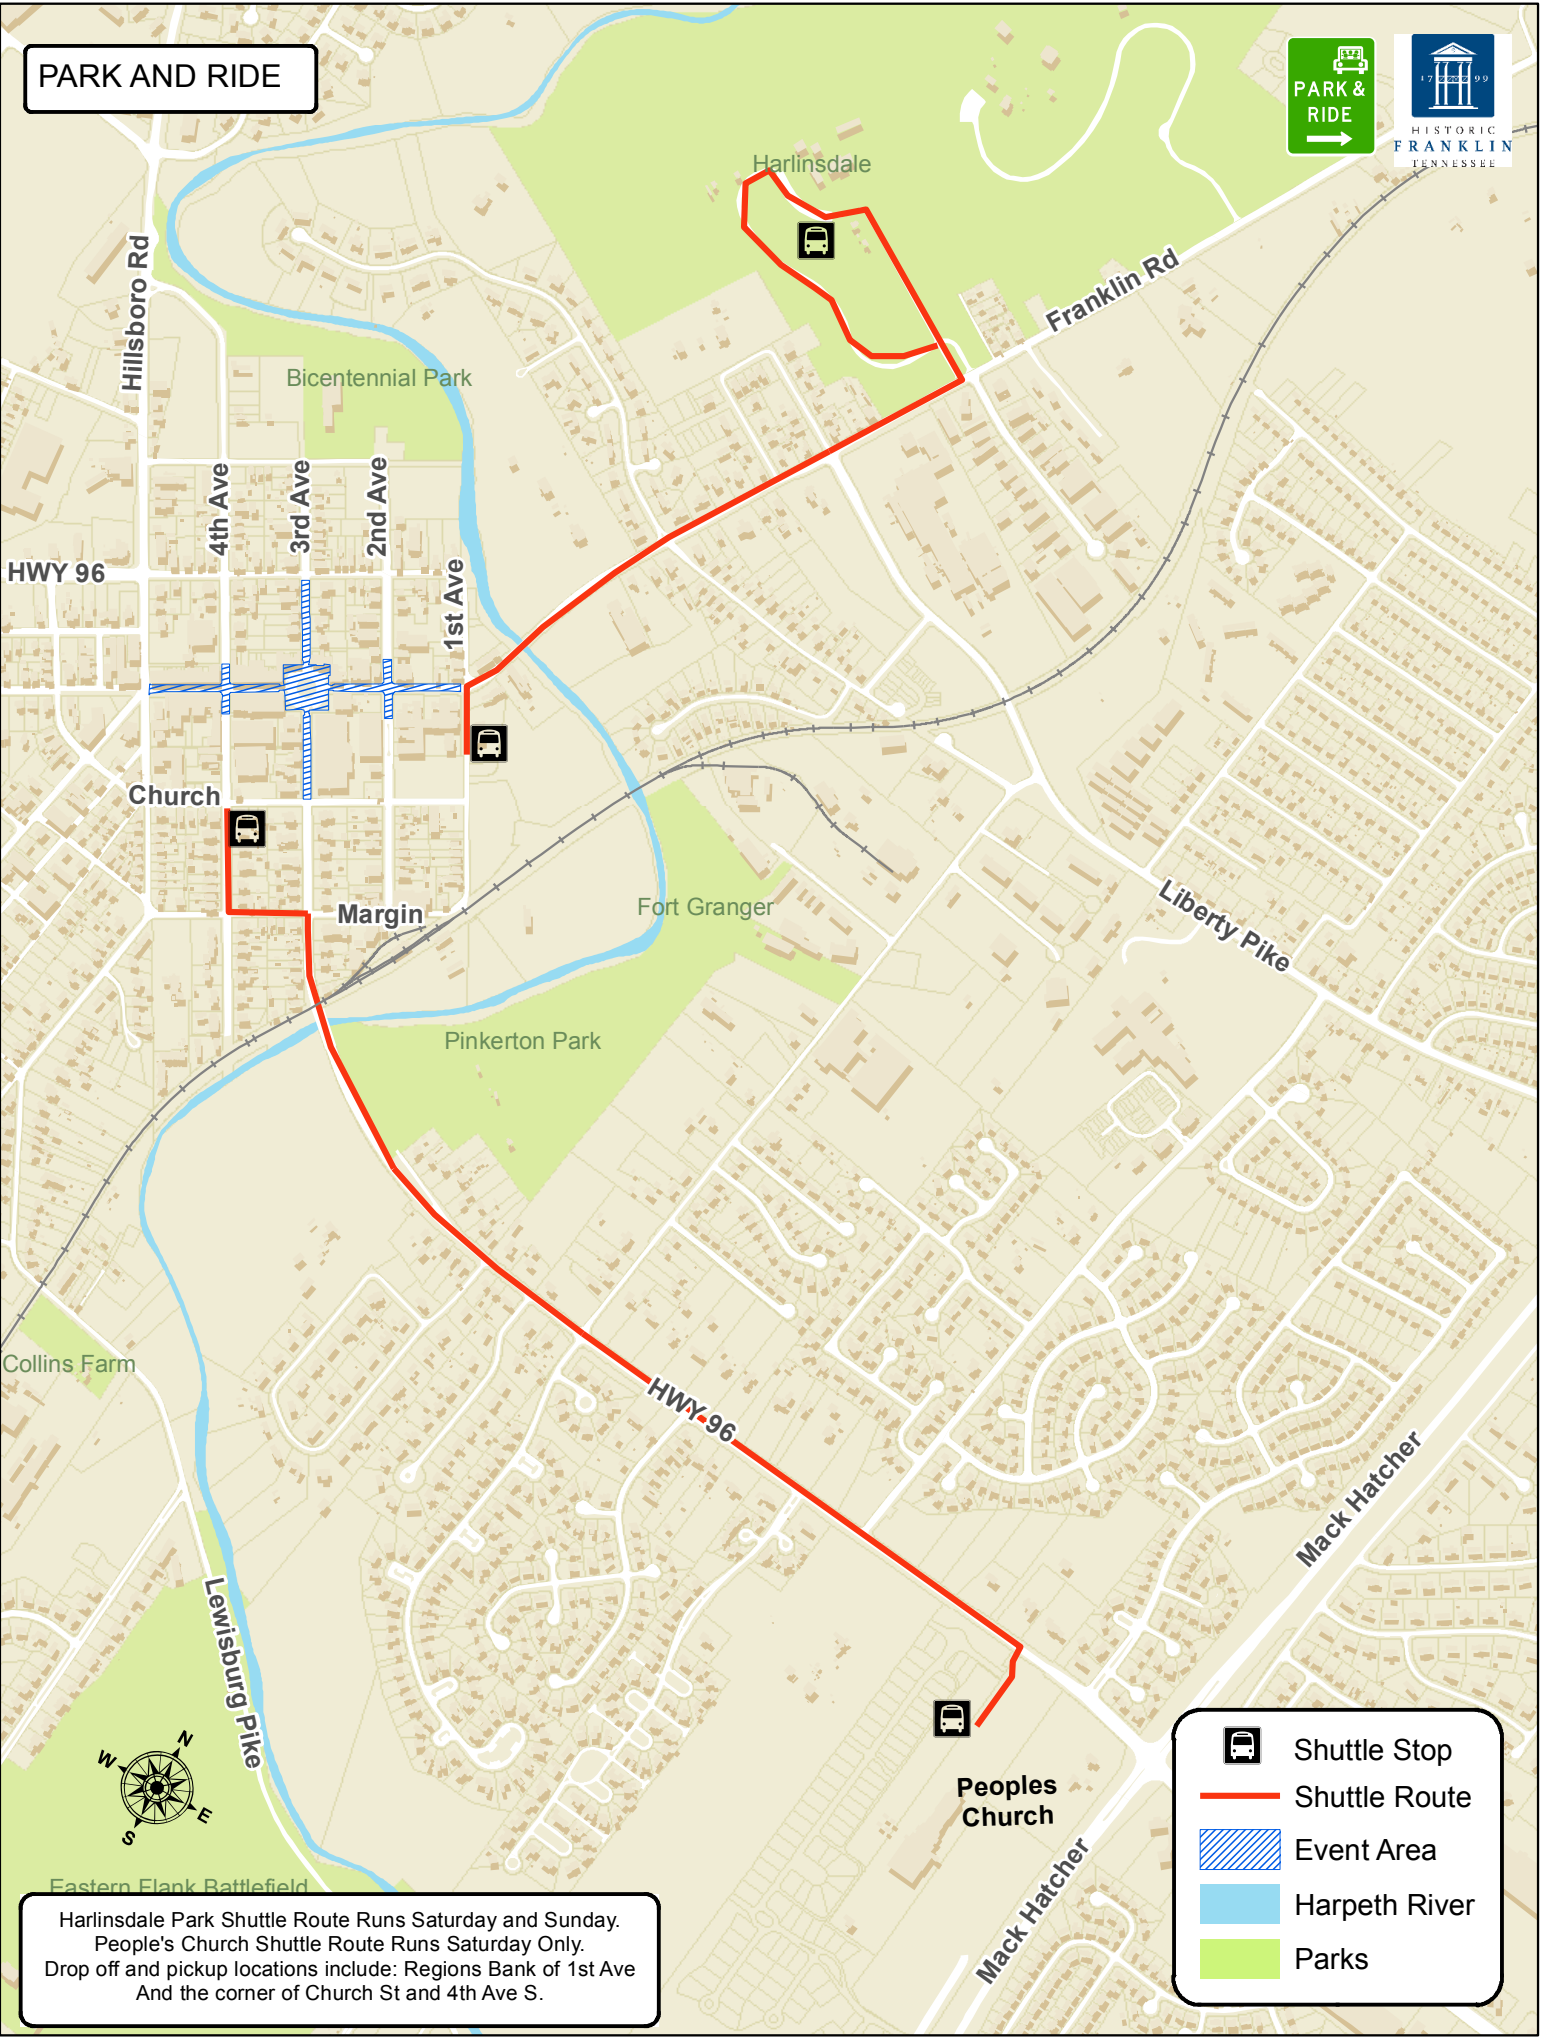 PARK AND RIDE
PARK &
RIDE
17 99
HISTORIC
FRANKLIN
TENNESSEE
Harlinsdale
Hillsboro Rd
Franklin Rd
Bicentennial Park
4th Ave
3rd Ave
2nd Ave
HWY 96
1st Ave
Church
Margin
Fort Granger
Liberty Pike
Pinkerton Park
Collins Farm
HWY 96
Mack Hatcher
Lewisburg Pike
N
W
E
S
Peoples
Church
Mack Hatcher
Eastern Flank Battlefield
Shuttle Stop
Shuttle Route
Event Area
Harpeth River
Parks
Harlinsdale Park Shuttle Route Runs Saturday and Sunday.
People's Church Shuttle Route Runs Saturday Only.
Drop off and pickup locations include: Regions Bank of 1st Ave
And the corner of Church St and 4th Ave S.